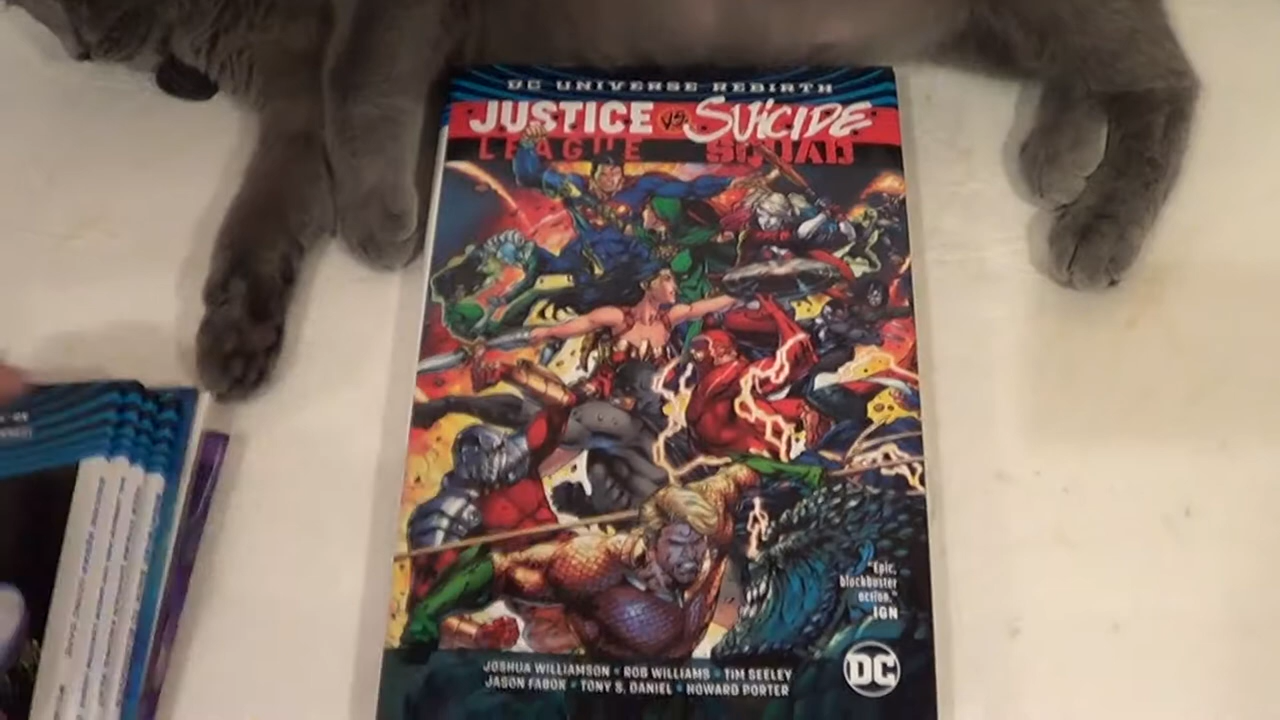 DC UNIVERSE REBIRTH
JUSTICE VS. SUICIDE
LEAGUE SQUAD
"Epic,
blockbuster
action."
IGN
JOSHUA WILLIAMSON • ROB WILLIAMS • TIM SEELEY
JASON FABOK • TONY S. DANIEL • HOWARD PORTER
DC